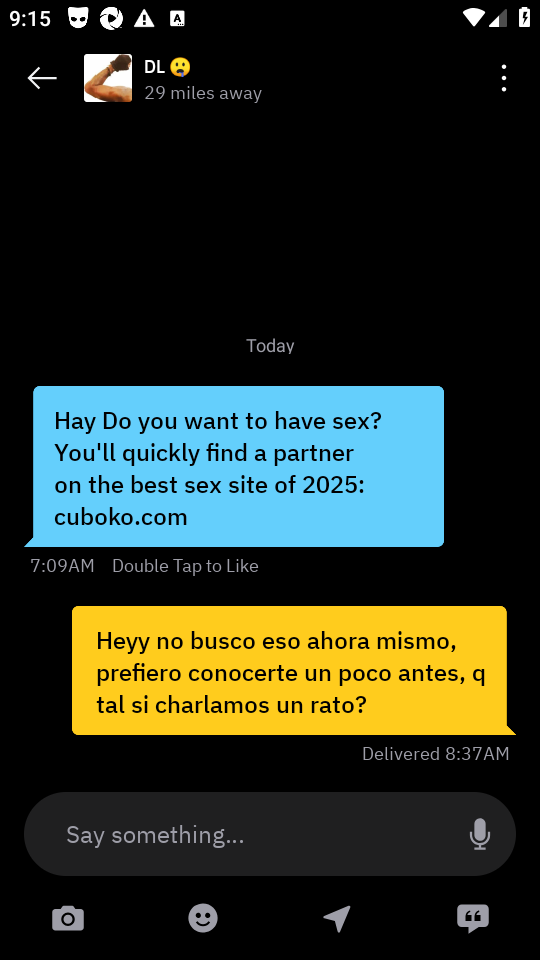 9:15
A
DL
29 miles away
Today
Hay Do you want to have sex?
You'll quickly find a partner
on the best sex site of 2025:
cuboko.com
7:09AM Double Tap to Like
Heyy no busco eso ahora mismo,
prefiero conocerte un poco antes, q
tal si charlamos un rato?
Delivered 8:37AM
Say something...